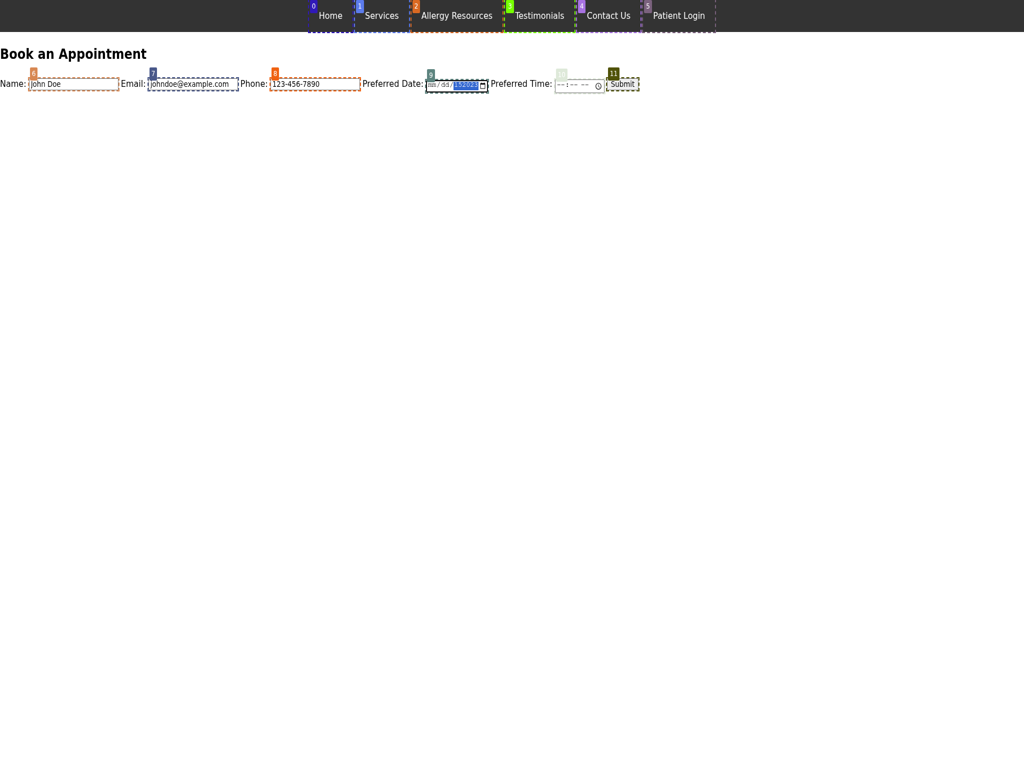 0 Home 1 Services 2 Allergy Resources 3 Testimonials 4 Contact Us 5 Patient Login
Book an Appointment
6 7 8 9 10 11
Name: John Doe Email: johndoe@example.com Phone: 123-456-7890 Preferred Date: mm/dd/ Preferred Time: --:-- -- Submit